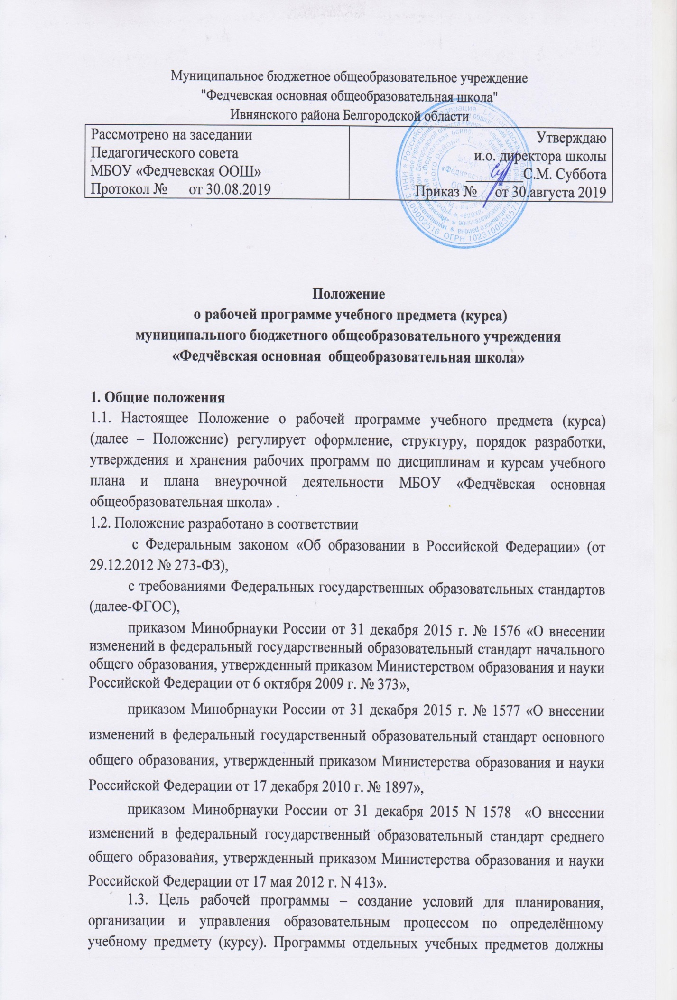 Муниципальное бюджетное общеобразовательное учреждение
"Федчевская основная общеобразовательная школа"
Ивнянского района Белгородской области
Рассмотрено на заседании
Педагогического совета
МБОУ «Федчевская ООШ»
Протокол № от 30.08.2019
Утверждаю
и.о. директора школы
________С.М. Суббота
Приказ № от 30.августа 2019
ОГРН 1023100836571
Положение
о рабочей программе учебного предмета (курса)
муниципального бюджетного общеобразовательного учреждения
«Федчёвская основная общеобразовательная школа»
1. Общие положения
1.1. Настоящее Положение о рабочей программе учебного предмета (курса)
(далее – Положение) регулирует оформление, структуру, порядок разработки,
утверждения и хранения рабочих программ по дисциплинам и курсам учебного
плана и плана внеурочной деятельности МБОУ «Федчёвская основная
общеобразовательная школа» .
1.2. Положение разработано в соответствии
с Федеральным законом «Об образовании в Российской Федерации» (от
29.12.2012 № 273-ФЗ),
с требованиями Федеральных государственных образовательных стандартов
(далее-ФГОС),
приказом Минобрнауки России от 31 декабря 2015 г. № 1576 «О внесении
изменений в федеральный государственный образовательный стандарт начального
общего образования, утвержденный приказом Министерством образования и науки
Российской Федерации от 6 октября 2009 г. № 373»,
приказом Минобрнауки России от 31 декабря 2015 г. № 1577 «О внесении
изменений в федеральный государственный образовательный стандарт основного
общего образования, утвержденный приказом Министерства образования и науки
Российской Федерации от 17 декабря 2010 г. № 1897»,
приказом Минобрнауки России от 31 декабря 2015 N 1578 «О внесении
изменений в федеральный государственный образовательный стандарт среднего
общего образования, утвержденный приказом Министерства образования и науки
Российской Федерации от 17 мая 2012 г. N 413».
1.3. Цель рабочей программы – создание условий для планирования,
организации и управления образовательным процессом по определённому
учебному предмету (курсу). Программы отдельных учебных предметов должны